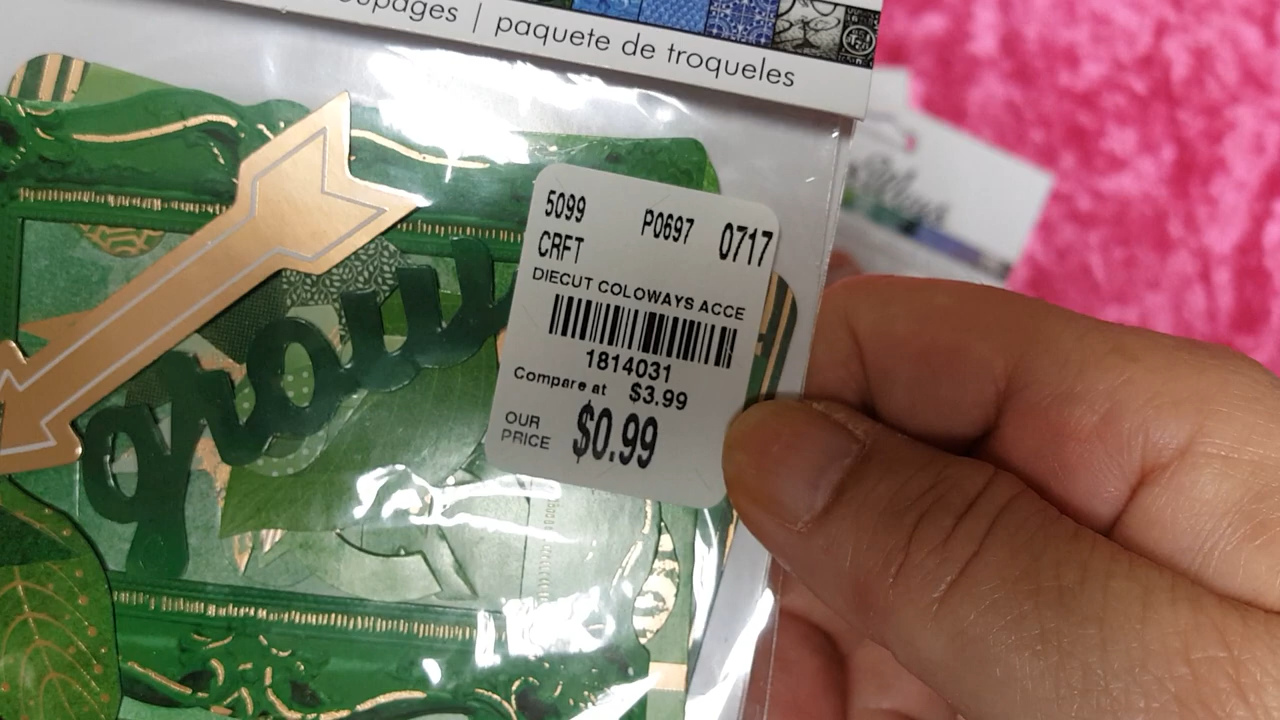 | paquete de troqueles
5099 P0697 0717
CRFT
DIECUT COLOWAYS ACCE
1814031
Compare at $3.99
OUR PRICE $0.99
grow